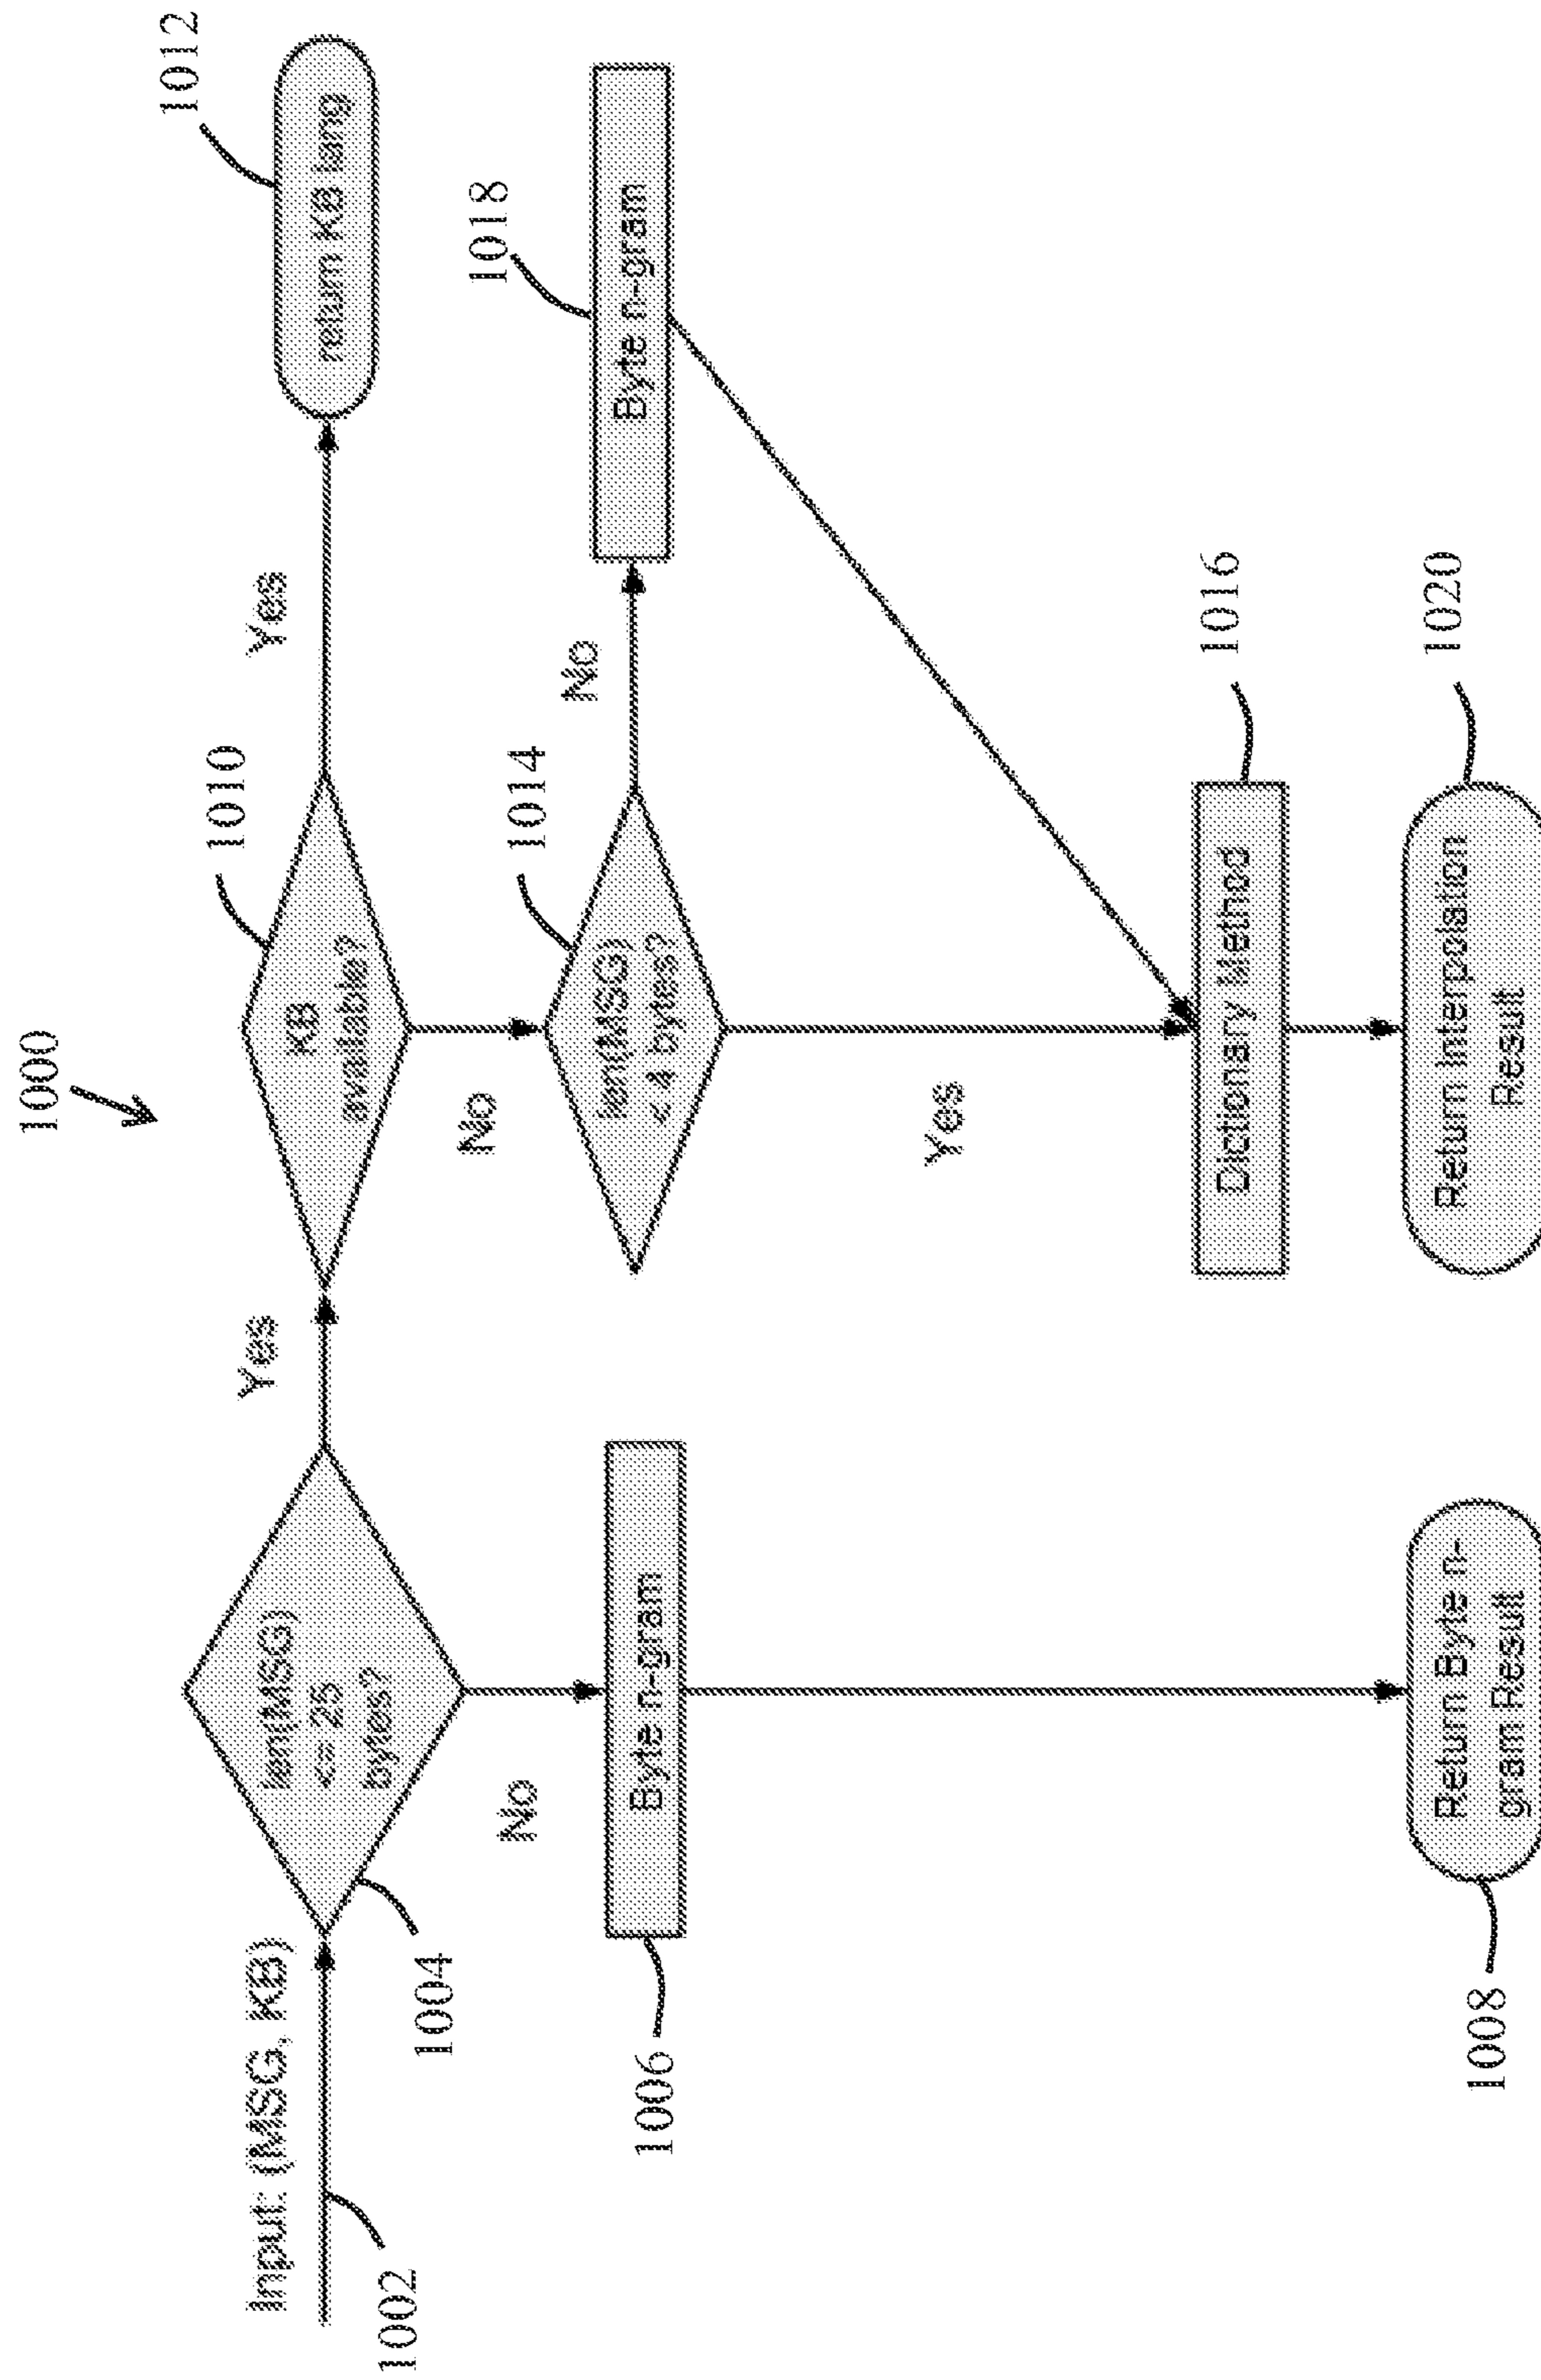 1000
Input: (MSG, KB)
1002
len(MSG)
<= 25
bytes?
1004
Yes
KB
available?
1010
Yes
return KB lang
1012
No
Byte n-gram
1006
No
len(MSG)
< 4 bytes?
1014
No
Byte n-gram
1018
Yes
Dictionary Method
1016
Return Byte n-
gram Result
1008
Return Interpolation
Result
1020